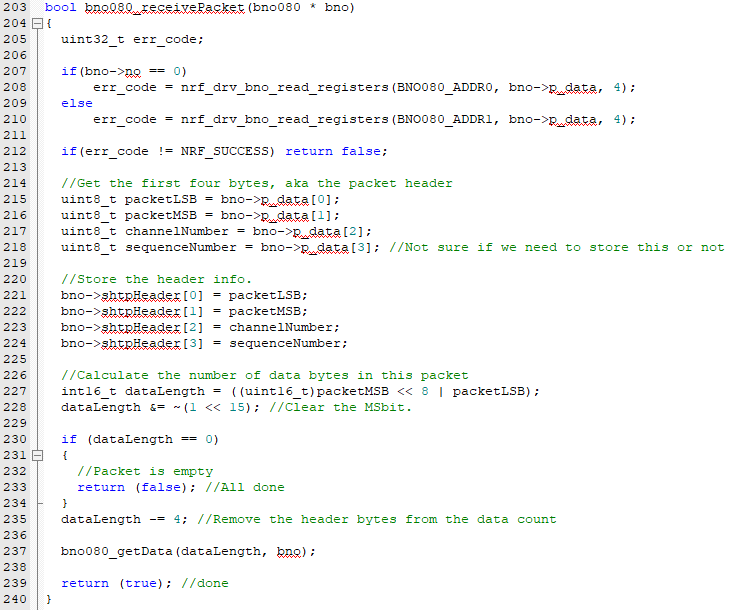 203 bool bno080_receivePacket(bno080 * bno)
204 {
205 uint32_t err_code;
206
207 if(bno->no == 0)
208 err_code = nrf_drv_bno_read_registers(BNO080_ADDR0, bno->p_data, 4);
209 else
210 err_code = nrf_drv_bno_read_registers(BNO080_ADDR1, bno->p_data, 4);
211
212 if(err_code != NRF_SUCCESS) return false;
213
214 //Get the first four bytes, aka the packet header
215 uint8_t packetLSB = bno->p_data[0];
216 uint8_t packetMSB = bno->p_data[1];
217 uint8_t channelNumber = bno->p_data[2];
218 uint8_t sequenceNumber = bno->p_data[3]; //Not sure if we need to store this or not
219
220 //Store the header info.
221 bno->shtpHeader[0] = packetLSB;
222 bno->shtpHeader[1] = packetMSB;
223 bno->shtpHeader[2] = channelNumber;
224 bno->shtpHeader[3] = sequenceNumber;
225
226 //Calculate the number of data bytes in this packet
227 int16_t dataLength = ((uint16_t)packetMSB << 8 | packetLSB);
228 dataLength &= ~(1 << 15); //Clear the MSbit.
229
230 if (dataLength == 0)
231 {
232 //Packet is empty
233 return (false); //All done
234 }
235 dataLength -= 4; //Remove the header bytes from the data count
236
237 bno080_getData(dataLength, bno);
238
239 return (true); //done
240 }